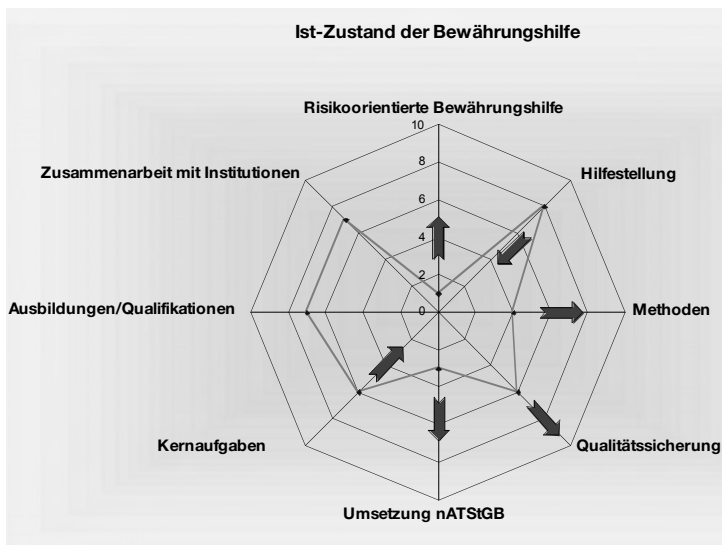 Ist-Zustand der Bewährungshilfe
Risikoorientierte Bewährungshilfe
10
Zusammenarbeit mit Institutionen
8
Hilfestellung
6
4
2
Ausbildungen/Qualifikationen
0
Methoden
Kernaufgaben
Qualitätssicherung
Umsetzung nATStGB